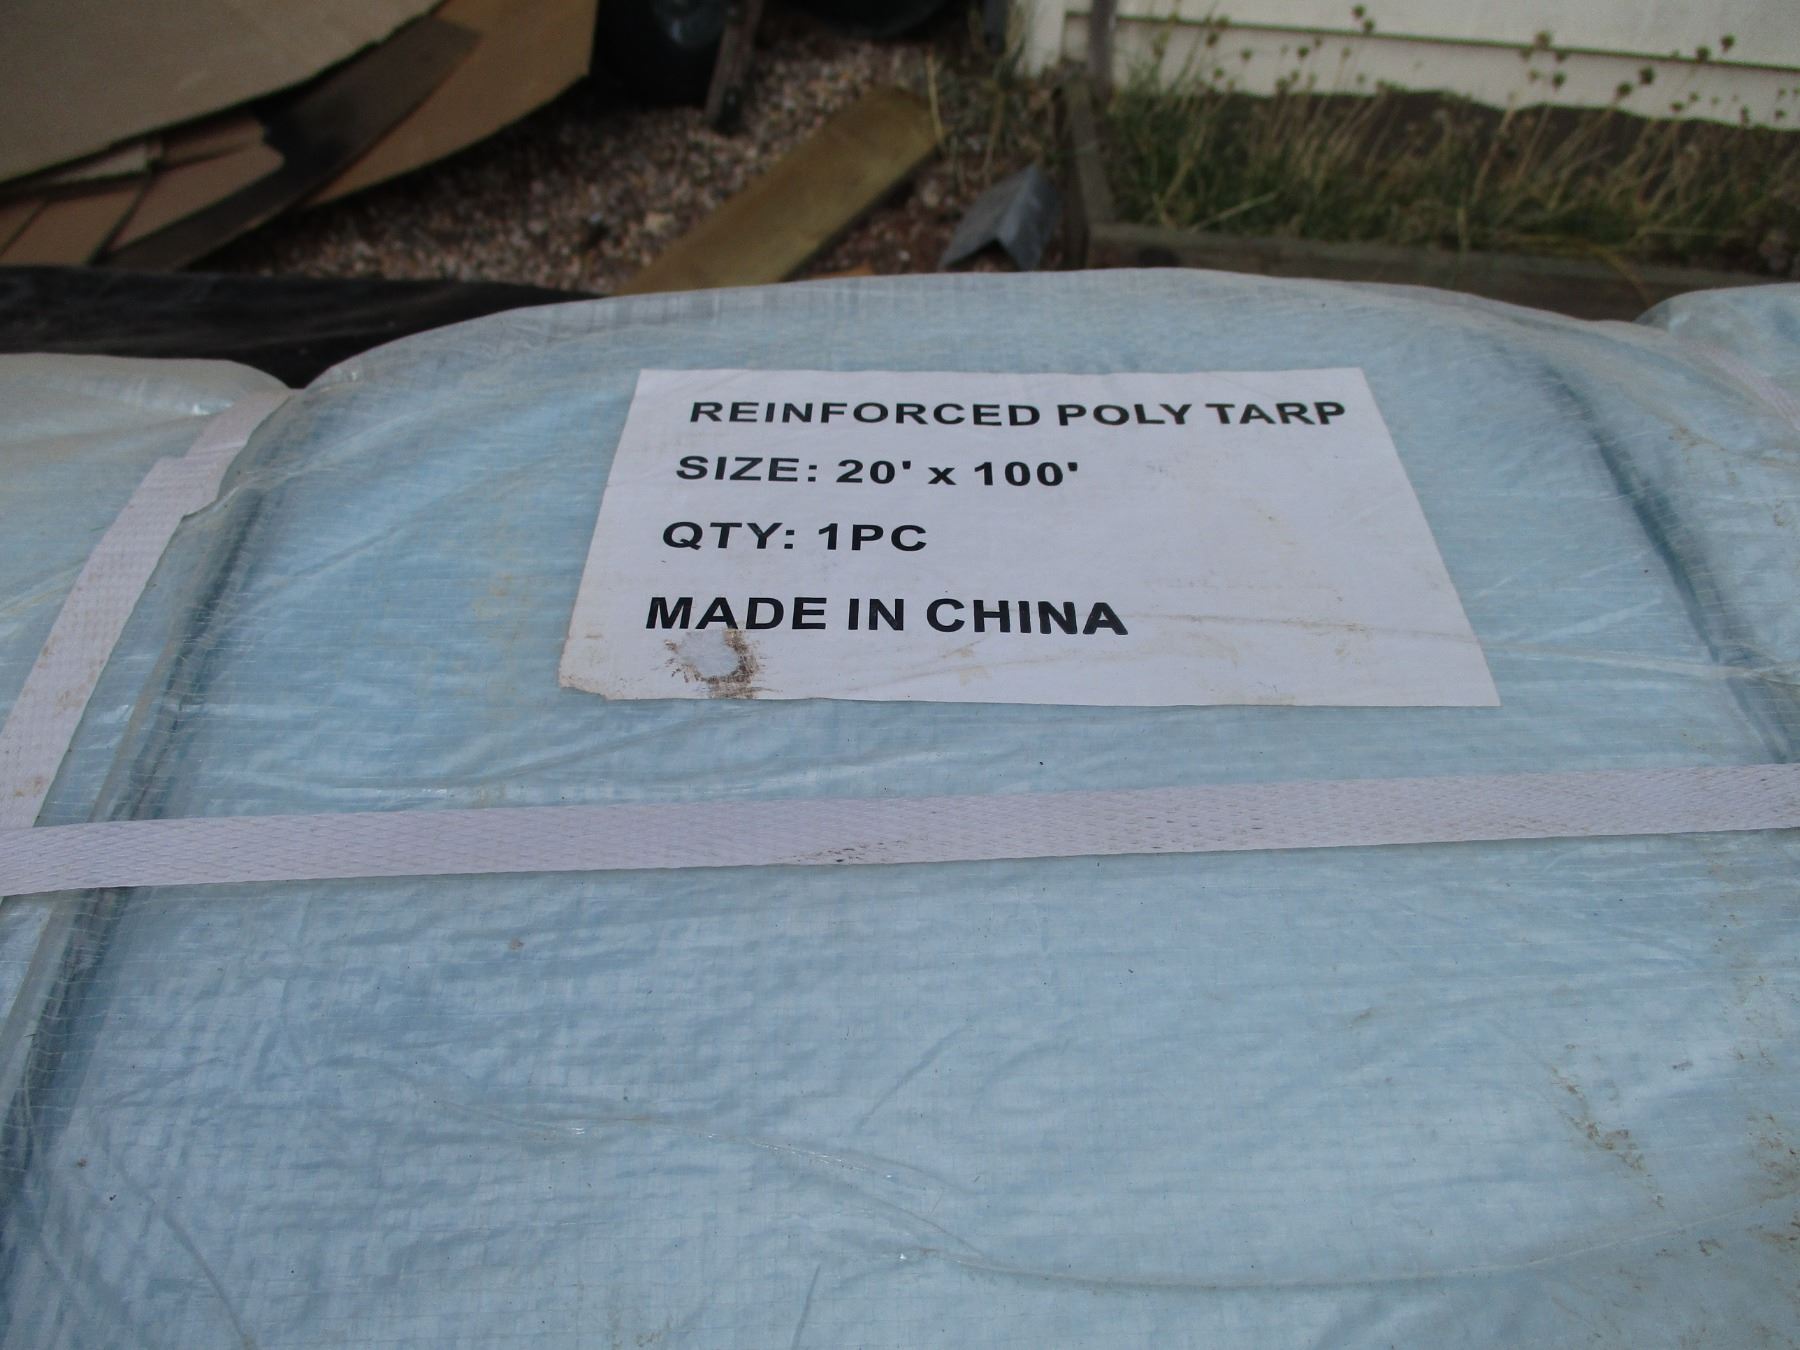 REINFORCED POLY TARP
SIZE: 20' x 100'
QTY: 1PC
MADE IN CHINA